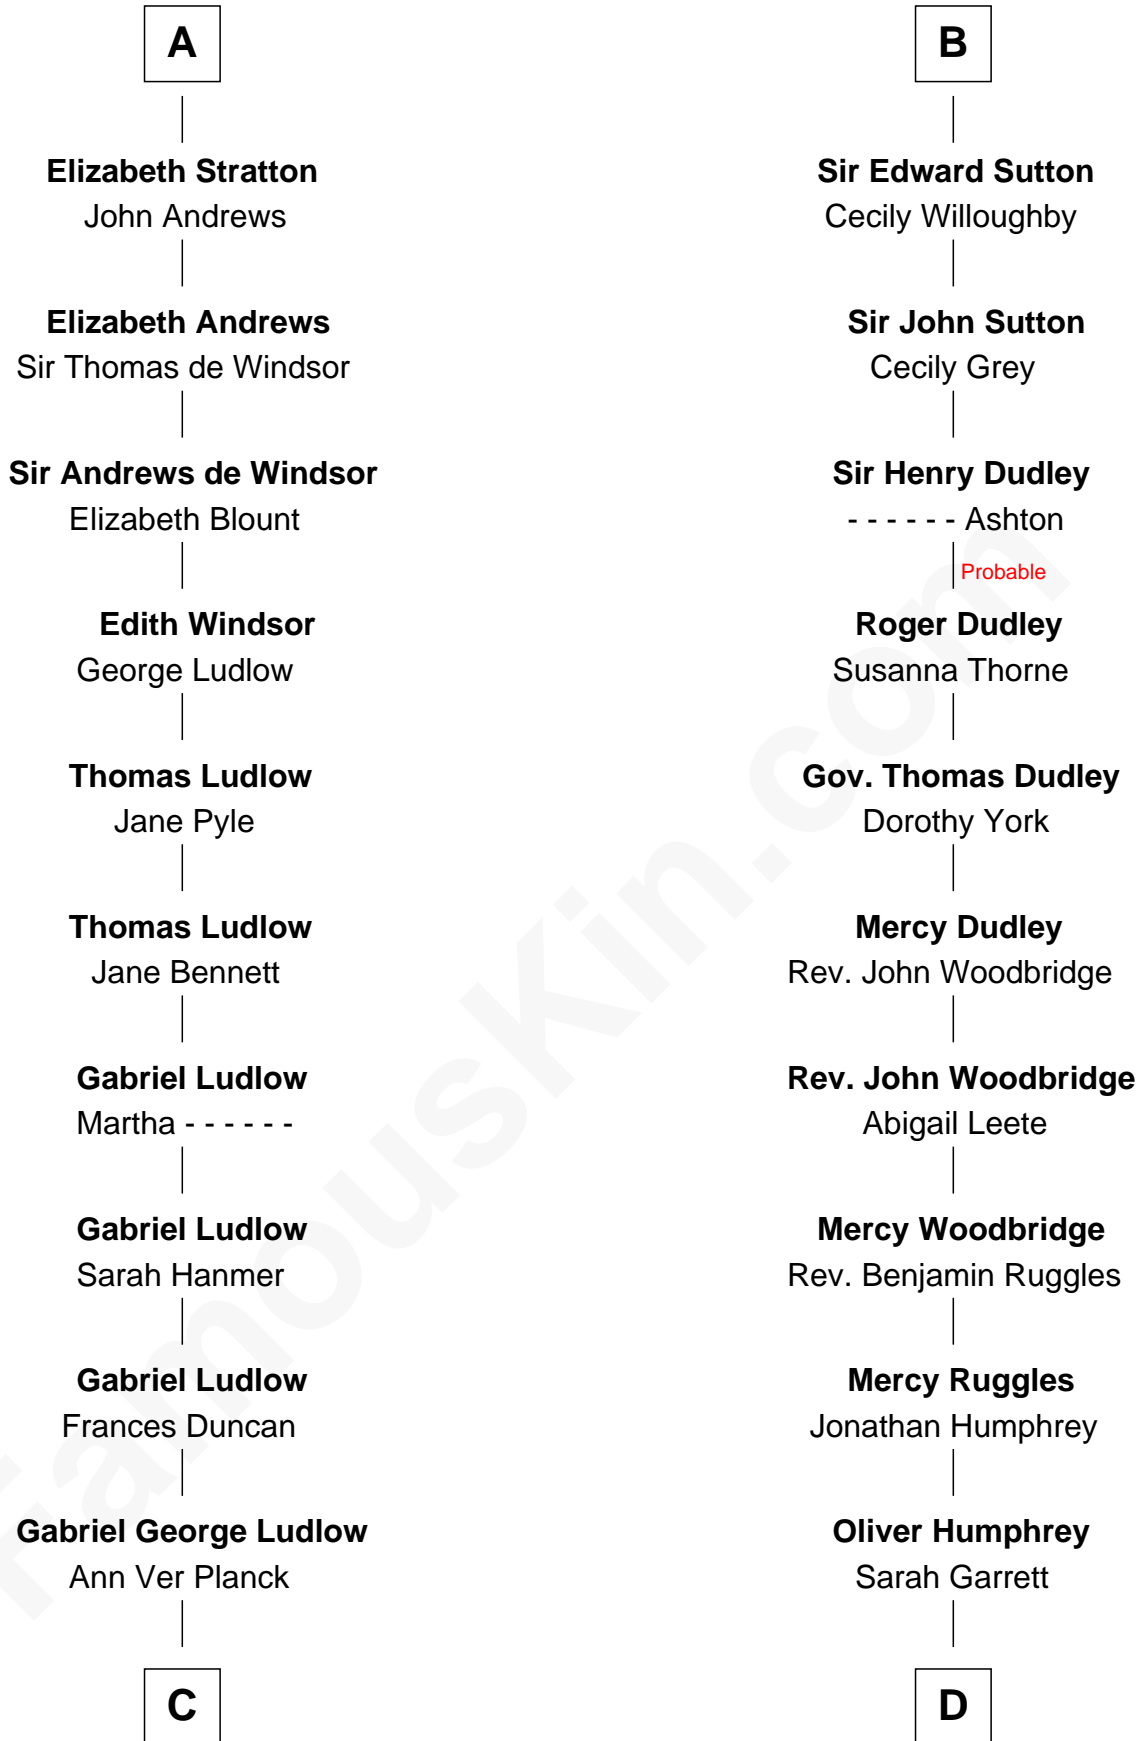 A
Elizabeth Stratton
John Andrews
Elizabeth Andrews
Sir Thomas de Windsor
Sir Andrews de Windsor
Elizabeth Blount
Edith Windsor
George Ludlow
Thomas Ludlow
Jane Pyle
Thomas Ludlow
Jane Bennett
Gabriel Ludlow
Martha - - - - - -
Gabriel Ludlow
Sarah Hanmer
Gabriel Ludlow
Frances Duncan
Gabriel George Ludlow
Ann Ver Planck
C
B
Sir Edward Sutton
Cecily Willoughby
Sir John Sutton
Cecily Grey
Sir Henry Dudley
- - - - - - Ashton
Probable
Roger Dudley
Susanna Thorne
Gov. Thomas Dudley
Dorothy York
Mercy Dudley
Rev. John Woodbridge
Rev. John Woodbridge
Abigail Leete
Mercy Woodbridge
Rev. Benjamin Ruggles
Mercy Ruggles
Jonathan Humphrey
Oliver Humphrey
Sarah Garrett
D
FamousKin.com